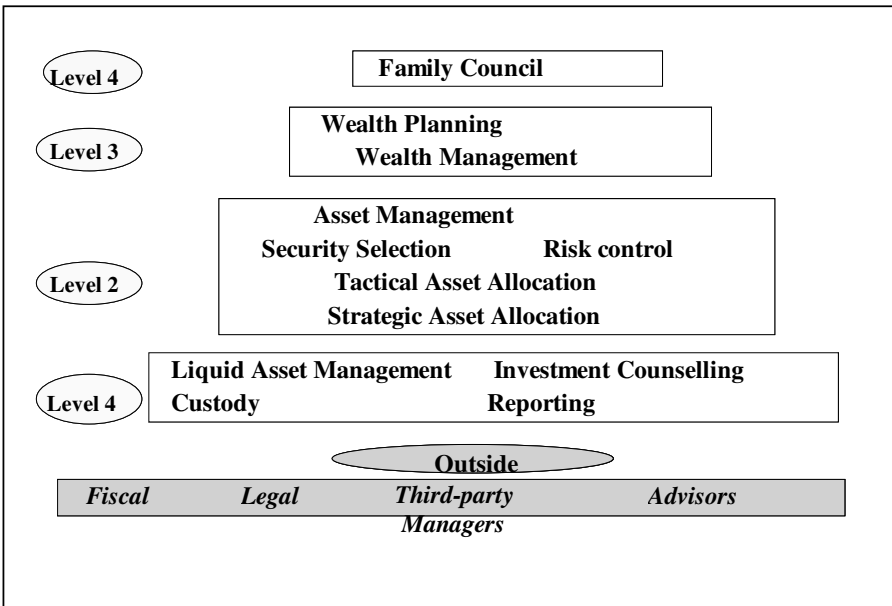 Level 4
Family Council
Level 3
Wealth Planning
Wealth Management
Level 2
Asset Management
Security Selection Risk control
Tactical Asset Allocation
Strategic Asset Allocation
Level 4
Liquid Asset Management Investment Counselling
Custody Reporting
Outside
Fiscal Legal Third-party Managers Advisors